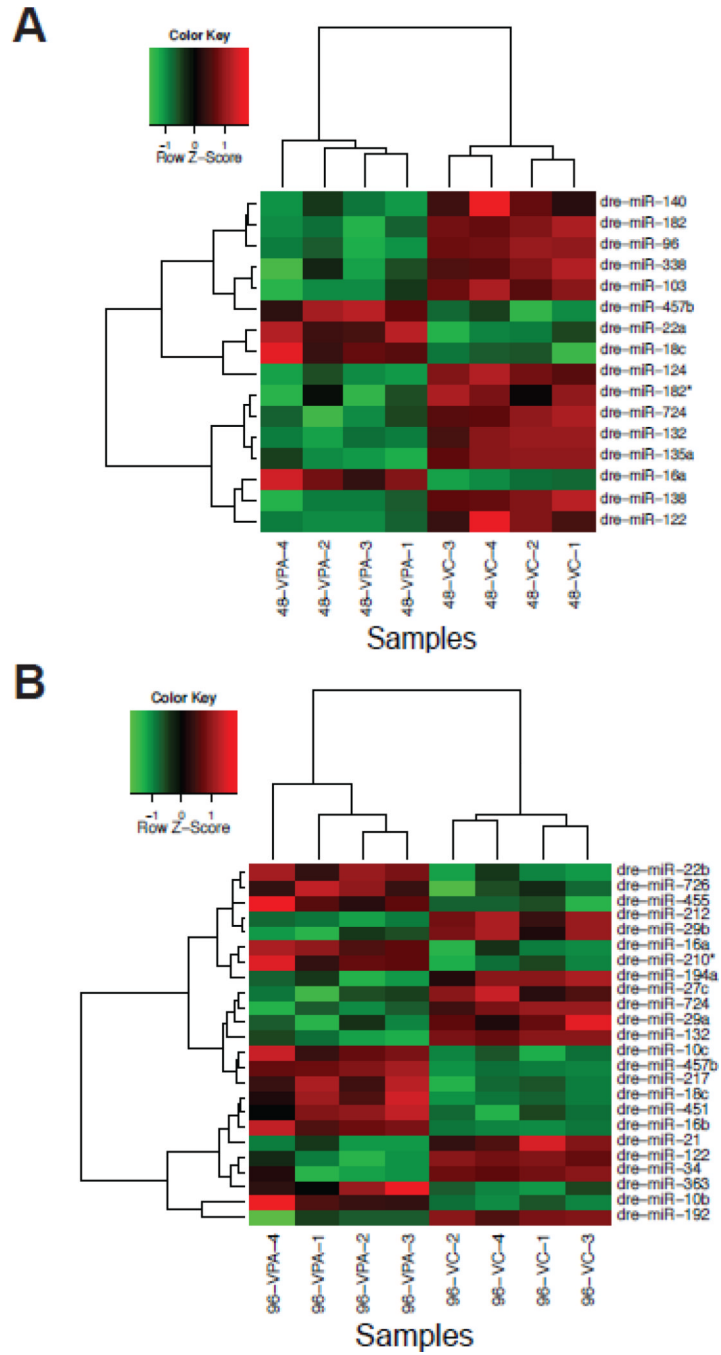 A
Color Key
−1 0 1
Row Z−Score
dre−miR−140
dre−miR−182
dre−miR−96
dre−miR−338
dre−miR−103
dre−miR−457b
dre−miR−22a
dre−miR−18c
dre−miR−124
dre−miR−182*
dre−miR−724
dre−miR−132
dre−miR−135a
dre−miR−16a
dre−miR−138
dre−miR−122
48−VPA−4
48−VPA−2
48−VPA−3
48−VPA−1
48−VC−3
48−VC−4
48−VC−2
48−VC−1
Samples
B
Color Key
−1 0 1
Row Z−Score
dre−miR−22b
dre−miR−726
dre−miR−455
dre−miR−212
dre−miR−29b
dre−miR−16a
dre−miR−210*
dre−miR−194a
dre−miR−27c
dre−miR−724
dre−miR−29a
dre−miR−132
dre−miR−10c
dre−miR−457b
dre−miR−217
dre−miR−18c
dre−miR−451
dre−miR−16b
dre−miR−21
dre−miR−122
dre−miR−34
dre−miR−363
dre−miR−10b
dre−miR−192
96−VPA−4
96−VPA−1
96−VPA−2
96−VPA−3
96−VC−2
96−VC−4
96−VC−1
96−VC−3
Samples